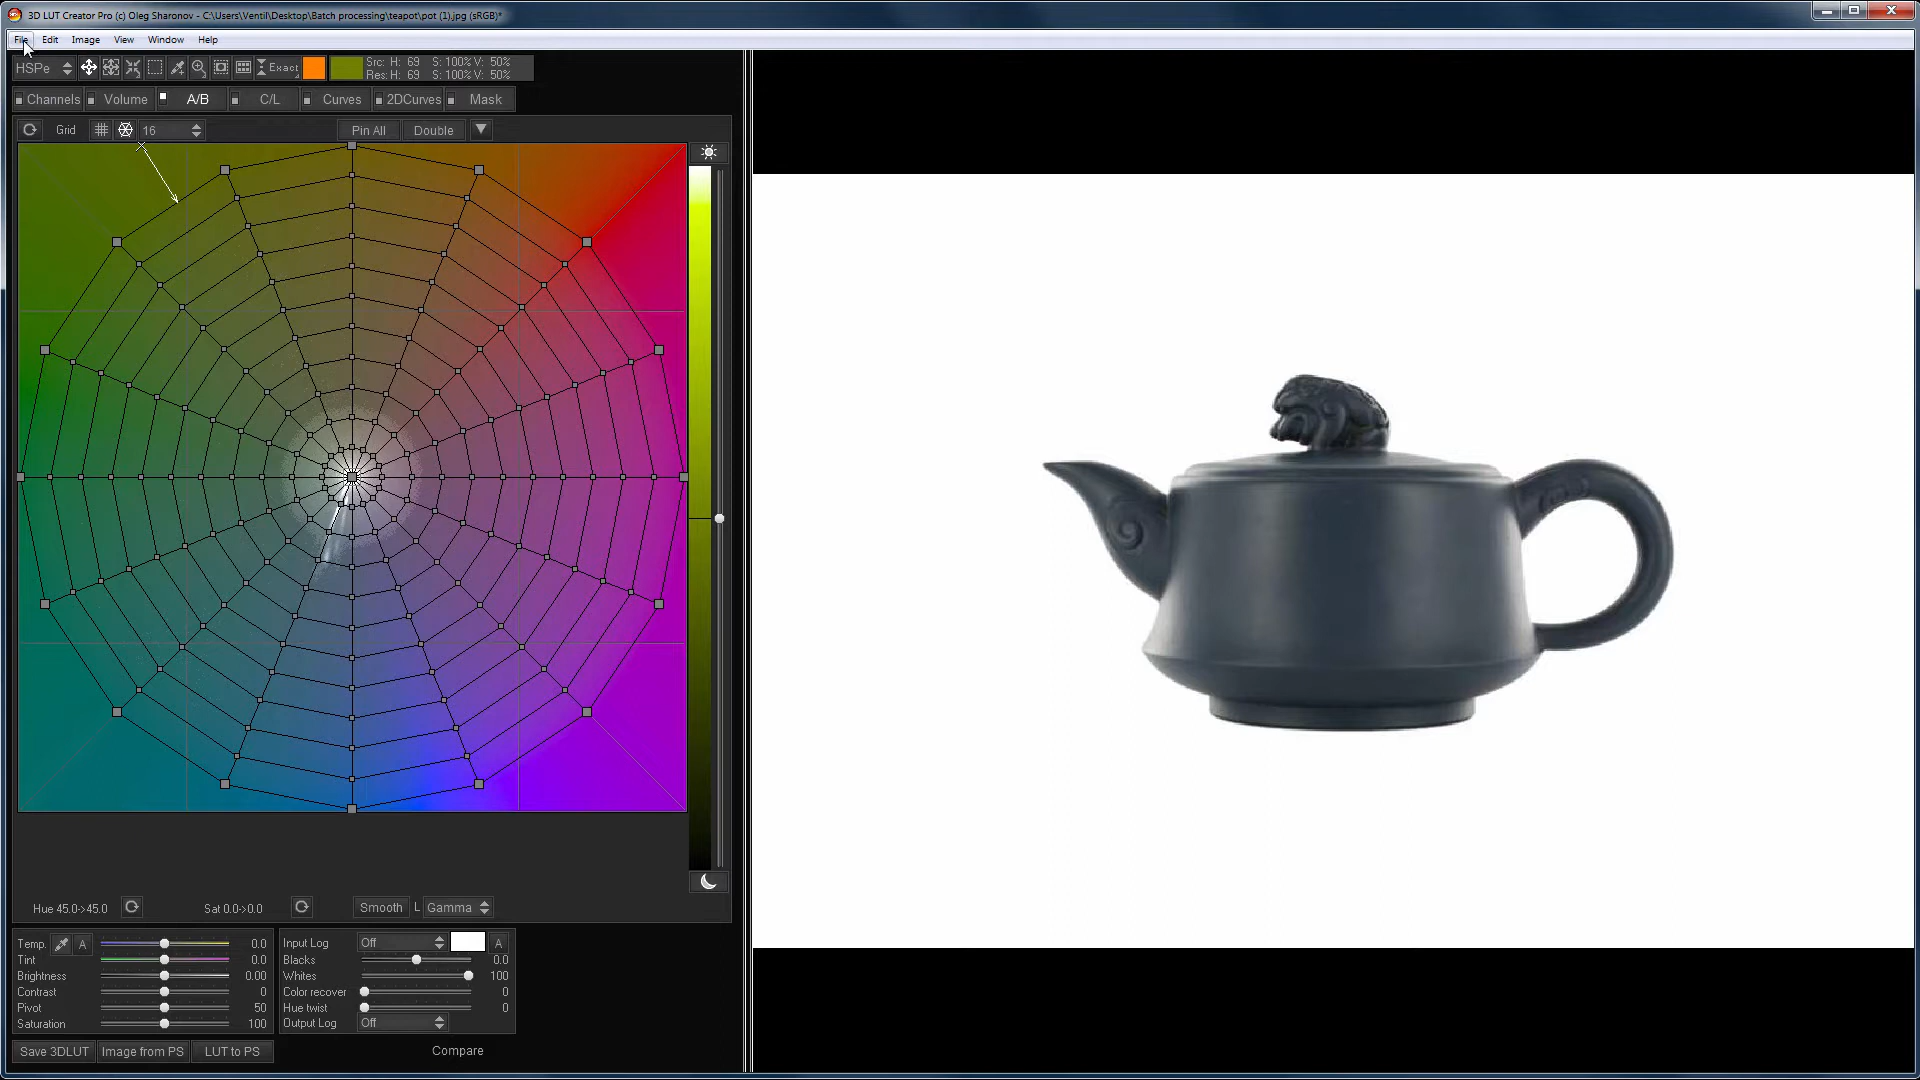 3D LUT Creator Pro (c) Oleg Sharonov - C:\Users\Ventil\Desktop\Batch processing\teapot\pot (1).jpg (sRGB)*
File Edit Image View Window Help
HSPe Exact Src: H: 69 S: 100% V: 50%
Res: H: 69 S: 100% V: 50%
Channels Volume A/B C/L Curves 2DCurves Mask
Grid 16 Pin All Double
Hue 45.0->45.0 Sat 0.0->0.0 Smooth L Gamma
Temp. A 0.0 Input Log Off A
Tint 0.0 Blacks 0.0
Brightness 0.00 Whites 100
Contrast 0 Color recover 0
Pivot 50 Hue twist 0
Saturation 100 Output Log Off
Save 3DLUT Image from PS LUT to PS Compare